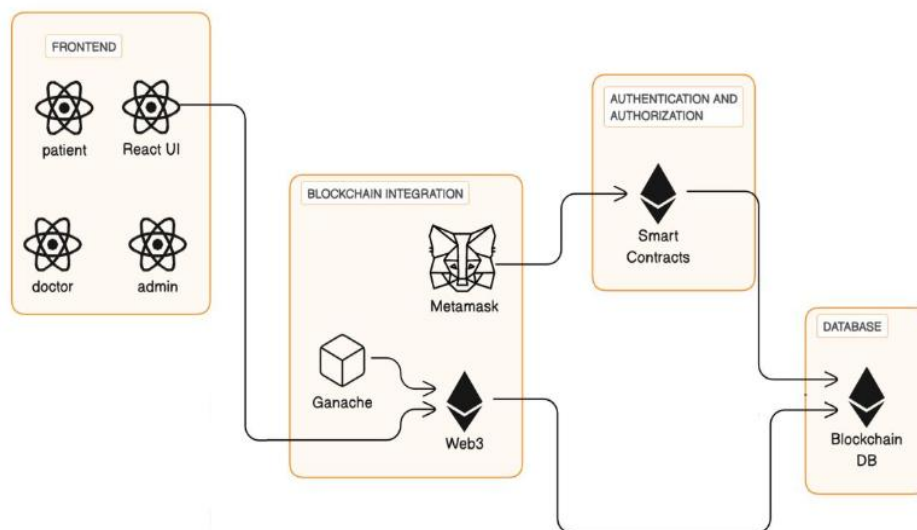 FRONTEND
patient
React UI
doctor
admin
BLOCKCHAIN INTEGRATION
Metamask
Ganache
Web3
AUTHENTICATION AND
AUTHORIZATION
Smart
Contracts
DATABASE
Blockchain
DB